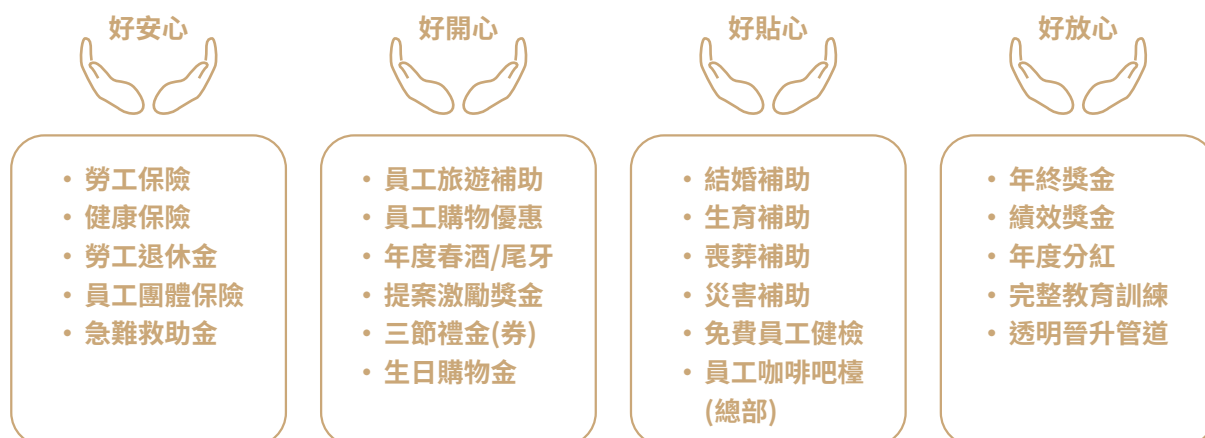 好安心
• 勞工保險
• 健康保險
• 勞工退休金
• 員工團體保險
• 急難救助金
好開心
• 員工旅遊補助
• 員工購物優惠
• 年度春酒/尾牙
• 提案激勵獎金
• 三節禮金(券)
• 生日購物金
好貼心
• 結婚補助
• 生育補助
• 喪葬補助
• 災害補助
• 免費員工健檢
• 員工咖啡吧檯
(總部)
好放心
• 年終獎金
• 績效獎金
• 年度分紅
• 完整教育訓練
• 透明晉升管道